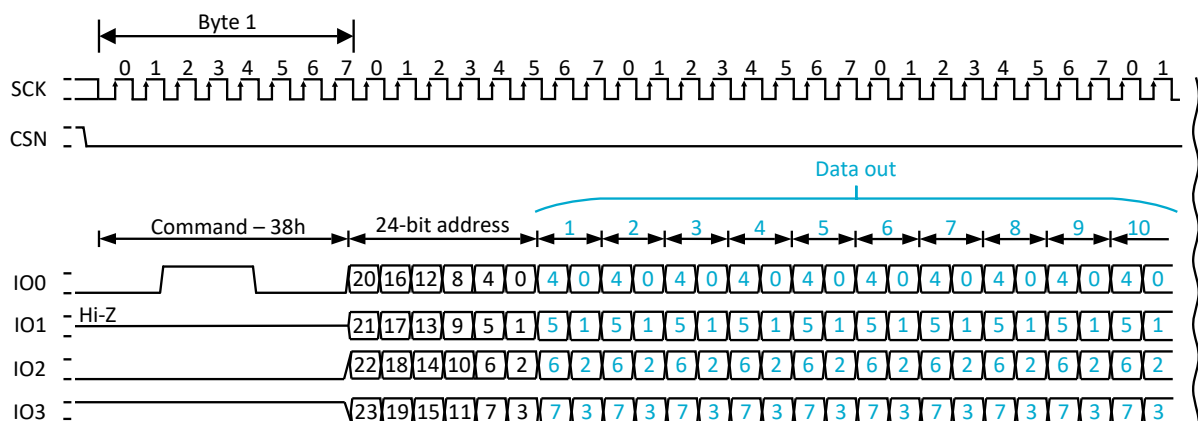 Byte 1
0 1 2 3 4 5 6 7 0 1 2 3 4 5 6 7 0 1 2 3 4 5 6 7 0 1 2 3 4 5 6 7 0 1
SCK
CSN
Data out
Command – 38h 24-bit address 1 2 3 4 5 6 7 8 9 10
IO0 20 16 12 8 4 0 4 0 4 0 4 0 4 0 4 0 4 0 4 0 4 0 4 0 4 0
Hi-Z
IO1 21 17 13 9 5 1 5 1 5 1 5 1 5 1 5 1 5 1 5 1 5 1 5 1 5 1
IO2 22 18 14 10 6 2 6 2 6 2 6 2 6 2 6 2 6 2 6 2 6 2 6 2 6 2
IO3 23 19 15 11 7 3 7 3 7 3 7 3 7 3 7 3 7 3 7 3 7 3 7 3 7 3